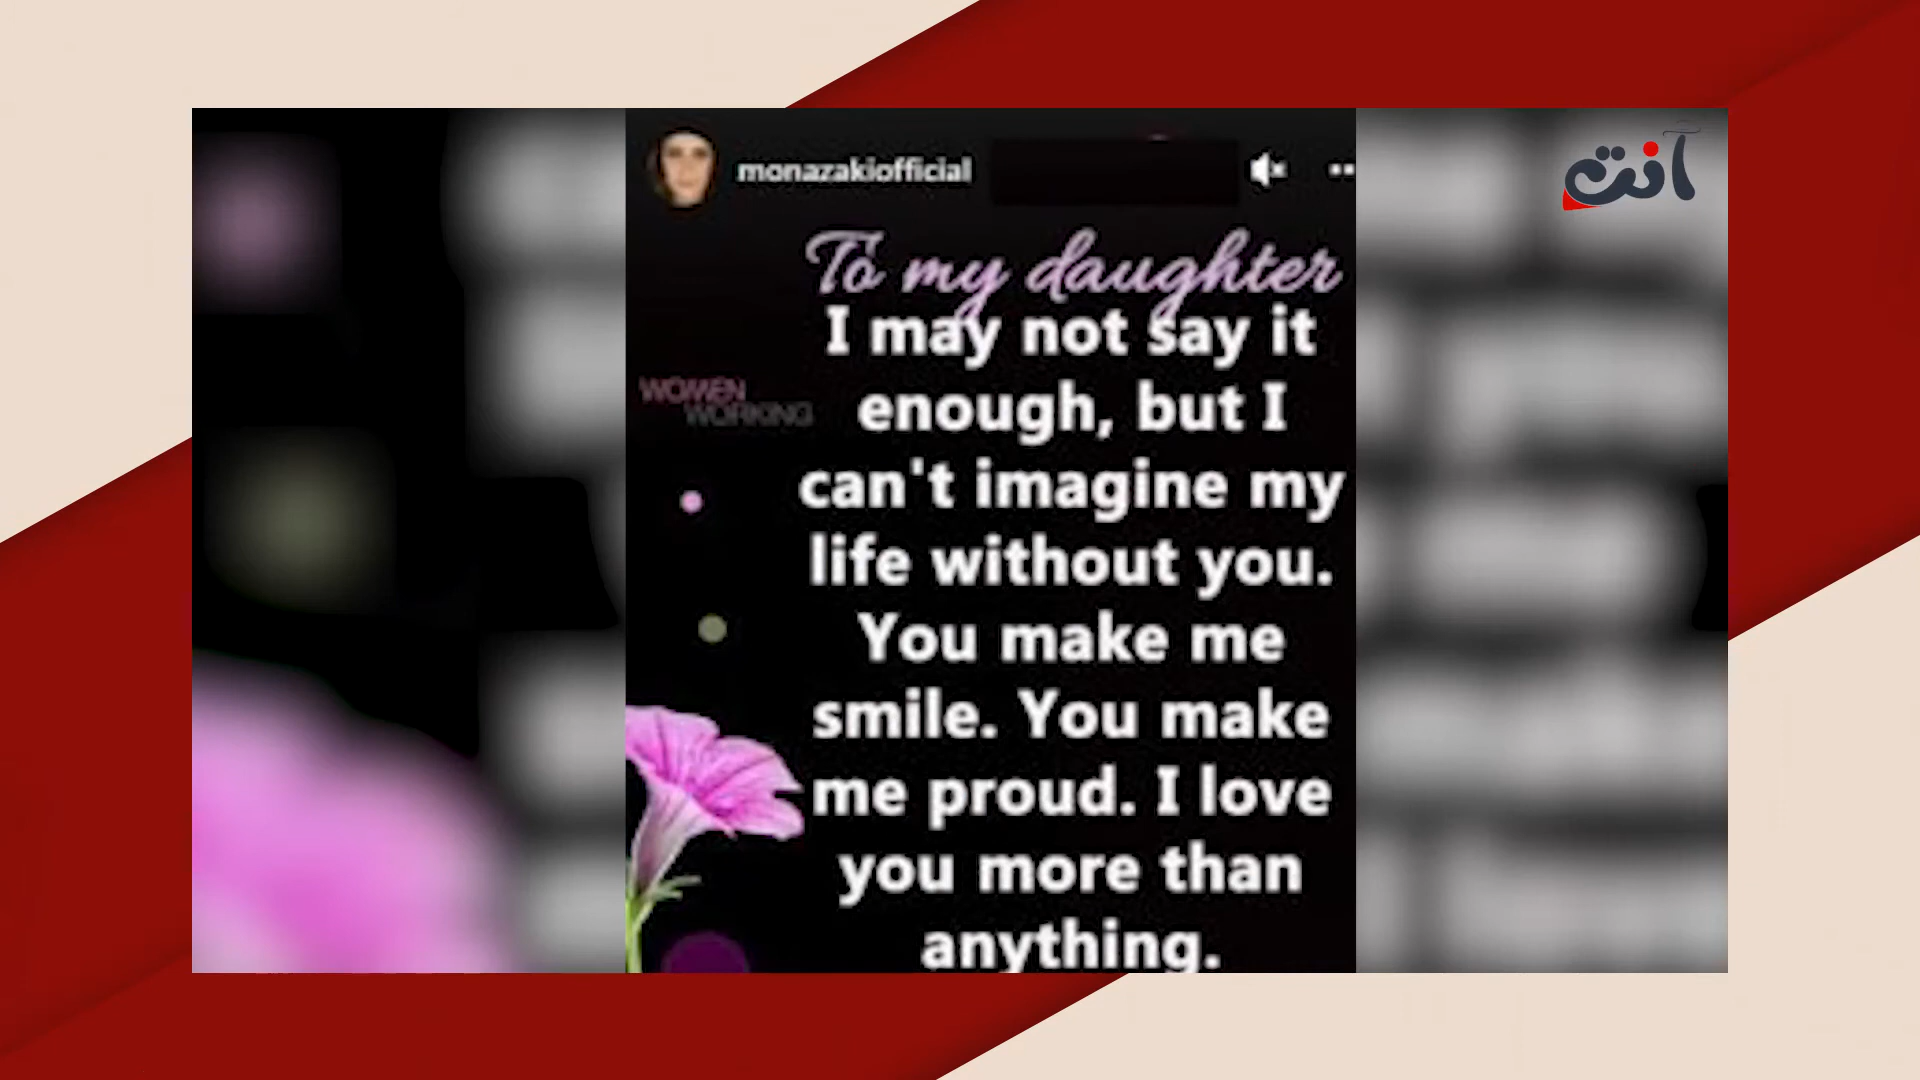 monazakiofficial
آنت
To my daughter
I may not say it
enough, but I
can't imagine my
life without you.
You make me
smile. You make
me proud. I love
you more than
anything.
WOMEN
WORKING